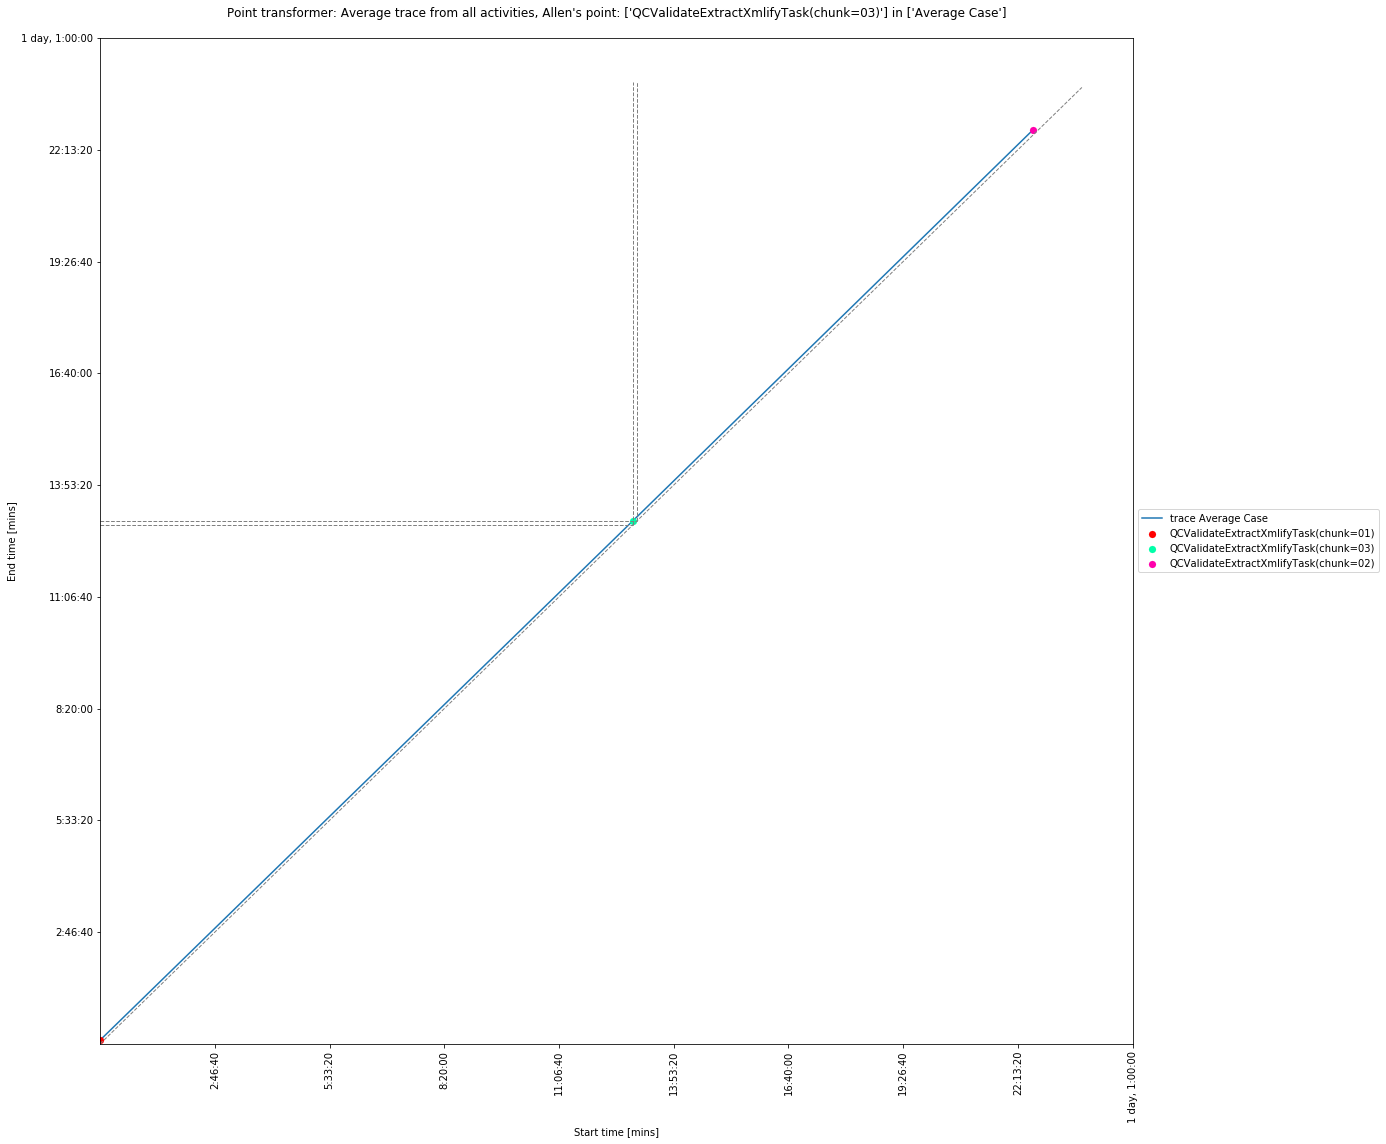 Point transformer: Average trace from all activities, Allen's point: ['QCValidateExtractXmlifyTask(chunk=03)'] in ['Average Case']
1 day, 1:00:00
22:13:20
19:26:40
16:40:00
13:53:20
11:06:40
8:20:00
5:33:20
2:46:40
End time [mins]
trace Average Case
QCValidateExtractXmlifyTask(chunk=01)
QCValidateExtractXmlifyTask(chunk=03)
QCValidateExtractXmlifyTask(chunk=02)
2:46:40
5:33:20
8:20:00
11:06:40
13:53:20
16:40:00
19:26:40
22:13:20
1 day, 1:00:00
Start time [mins]